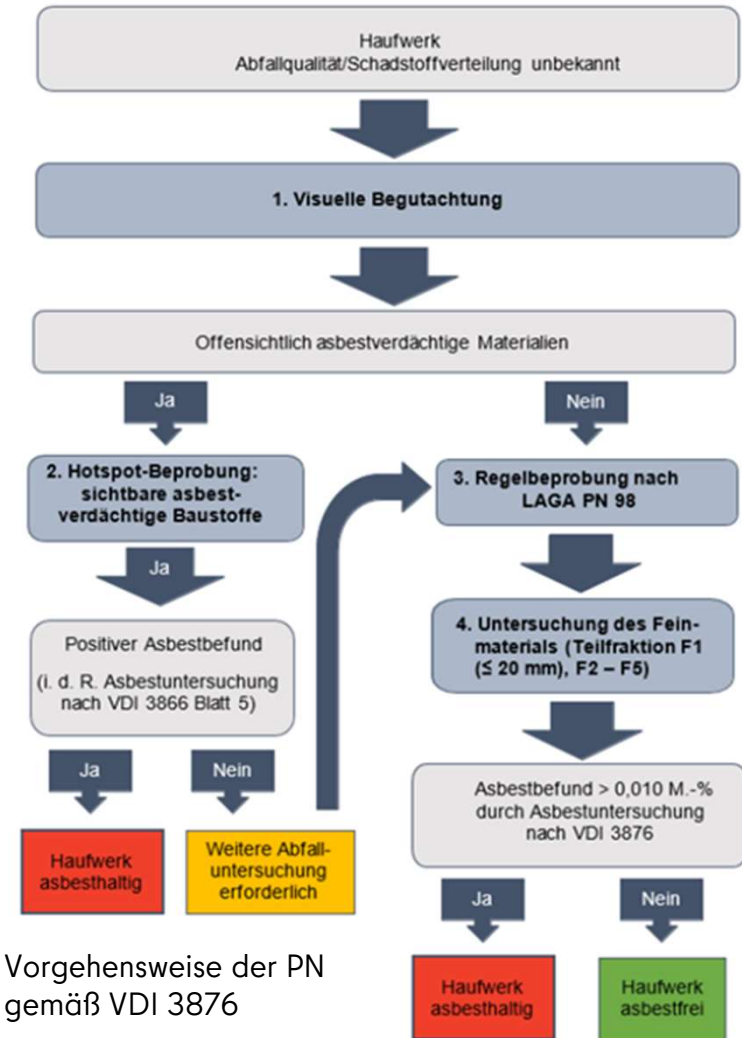 Haufwerk
Abfallqualität/Schadstoffverteilung unbekannt
1. Visuelle Begutachtung
Offensichtlich asbestverdächtige Materialien
Ja
Nein
2. Hotspot-Beprobung:
sichtbare asbest-
verdächtige Baustoffe
3. Regelbeprobung nach
LAGA PN 98
Ja
Positiver Asbestbefund
(i. d. R. Asbestuntersuchung
nach VDI 3866 Blatt 5)
4. Untersuchung des Fein-
materials (Teilfraktion F1
(≤ 20 mm), F2 – F5)
Ja
Nein
Haufwerk
asbesthaltig
Weitere Abfall-
untersuchung
erforderlich
Asbestbefund > 0,010 M.-%
durch Asbestuntersuchung
nach VDI 3876
Ja
Nein
Haufwerk
asbesthaltig
Haufwerk
asbestfrei
Vorgehensweise der PN
gemäß VDI 3876